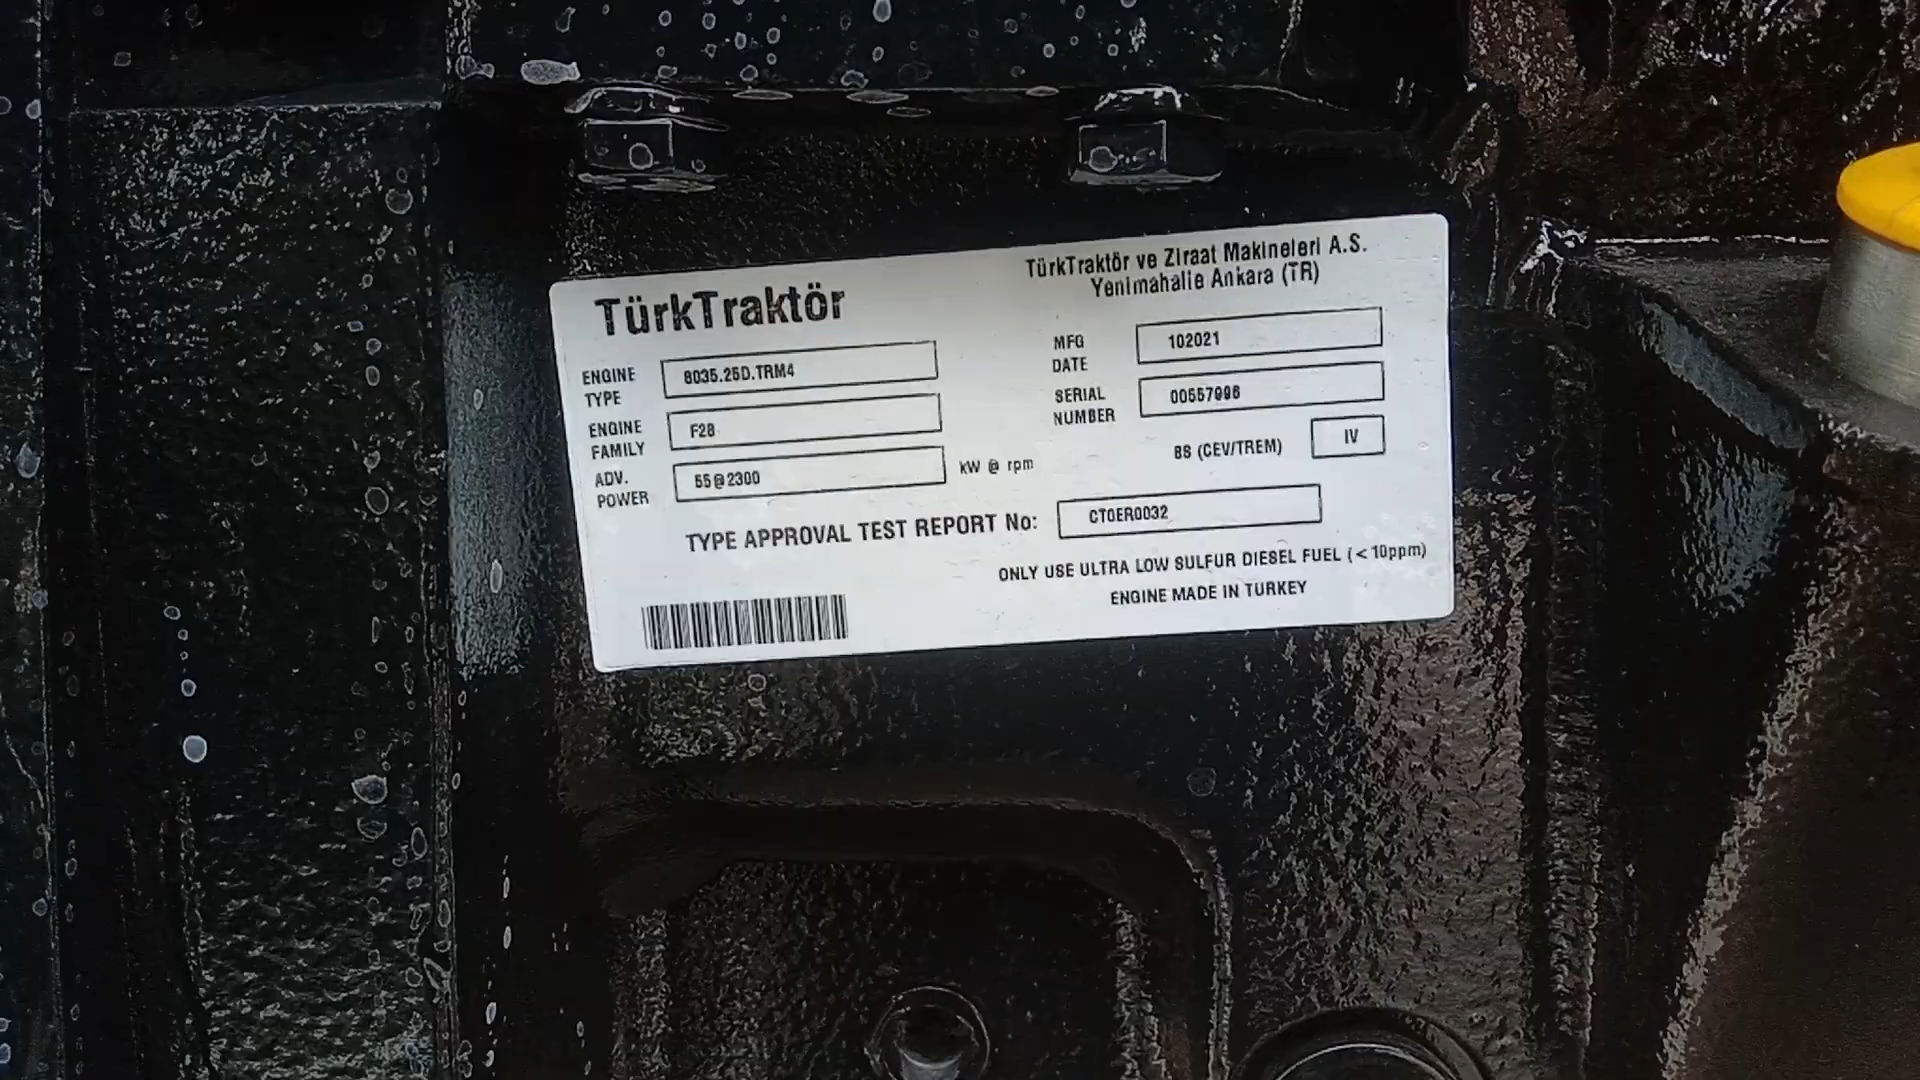 TürkTraktör
TürkTraktör ve Ziraat Makineleri A.S.
Yenimahalle Ankara (TR)
ENGINE TYPE 8035.25D.TRM4
ENGINE FAMILY F28
ADV. POWER 55@2300 kW @ rpm
MFG DATE 102021
SERIAL NUMBER 00557996
BS (CEV/TREM) IV
TYPE APPROVAL TEST REPORT No: CT0ER0032
ONLY USE ULTRA LOW SULFUR DIESEL FUEL (<10ppm)
ENGINE MADE IN TURKEY